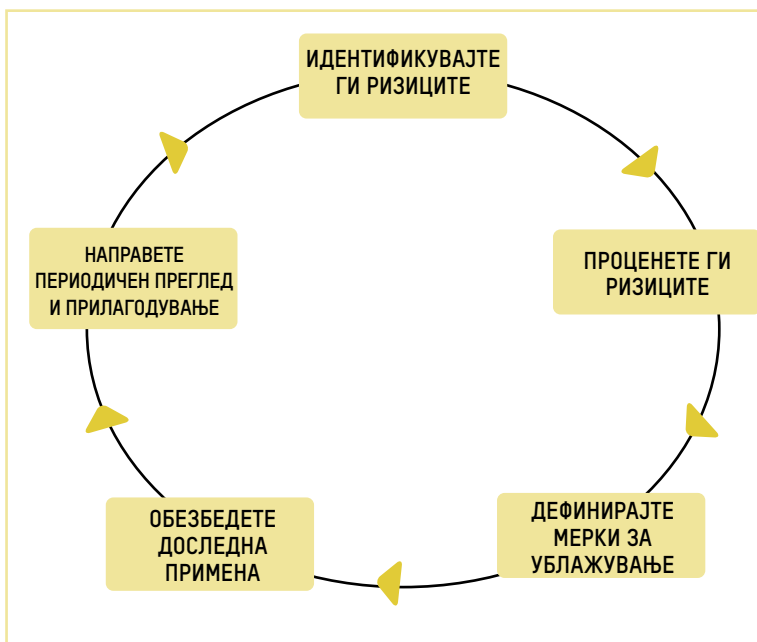 ИДЕНТИФИКУВАЈТЕ
ГИ РИЗИЦИТЕ
ПРОЦЕНЕТЕ ГИ
РИЗИЦИТЕ
ДЕФИНИРАЈТЕ
МЕРКИ ЗА
УБЛАЖУВАЊЕ
ОБЕЗБЕДЕТЕ
ДОСЛЕДНА
ПРИМЕНА
НАПРАВЕТЕ
ПЕРИОДИЧЕН ПРЕГЛЕД
И ПРИЛАГОДУВАЊЕ